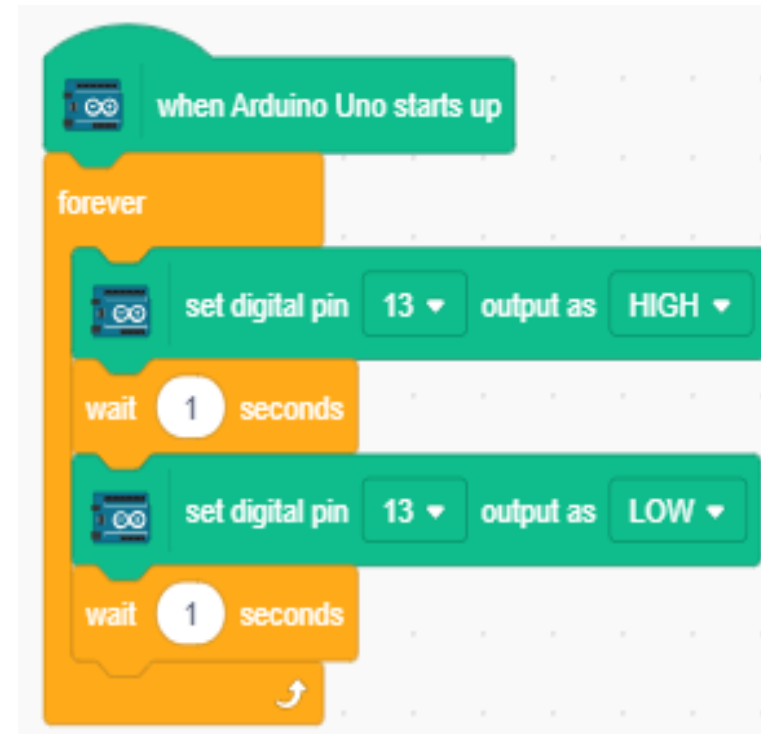 when Arduino Uno starts up
forever
set digital pin 13 output as HIGH
wait 1 seconds
set digital pin 13 output as LOW
wait 1 seconds